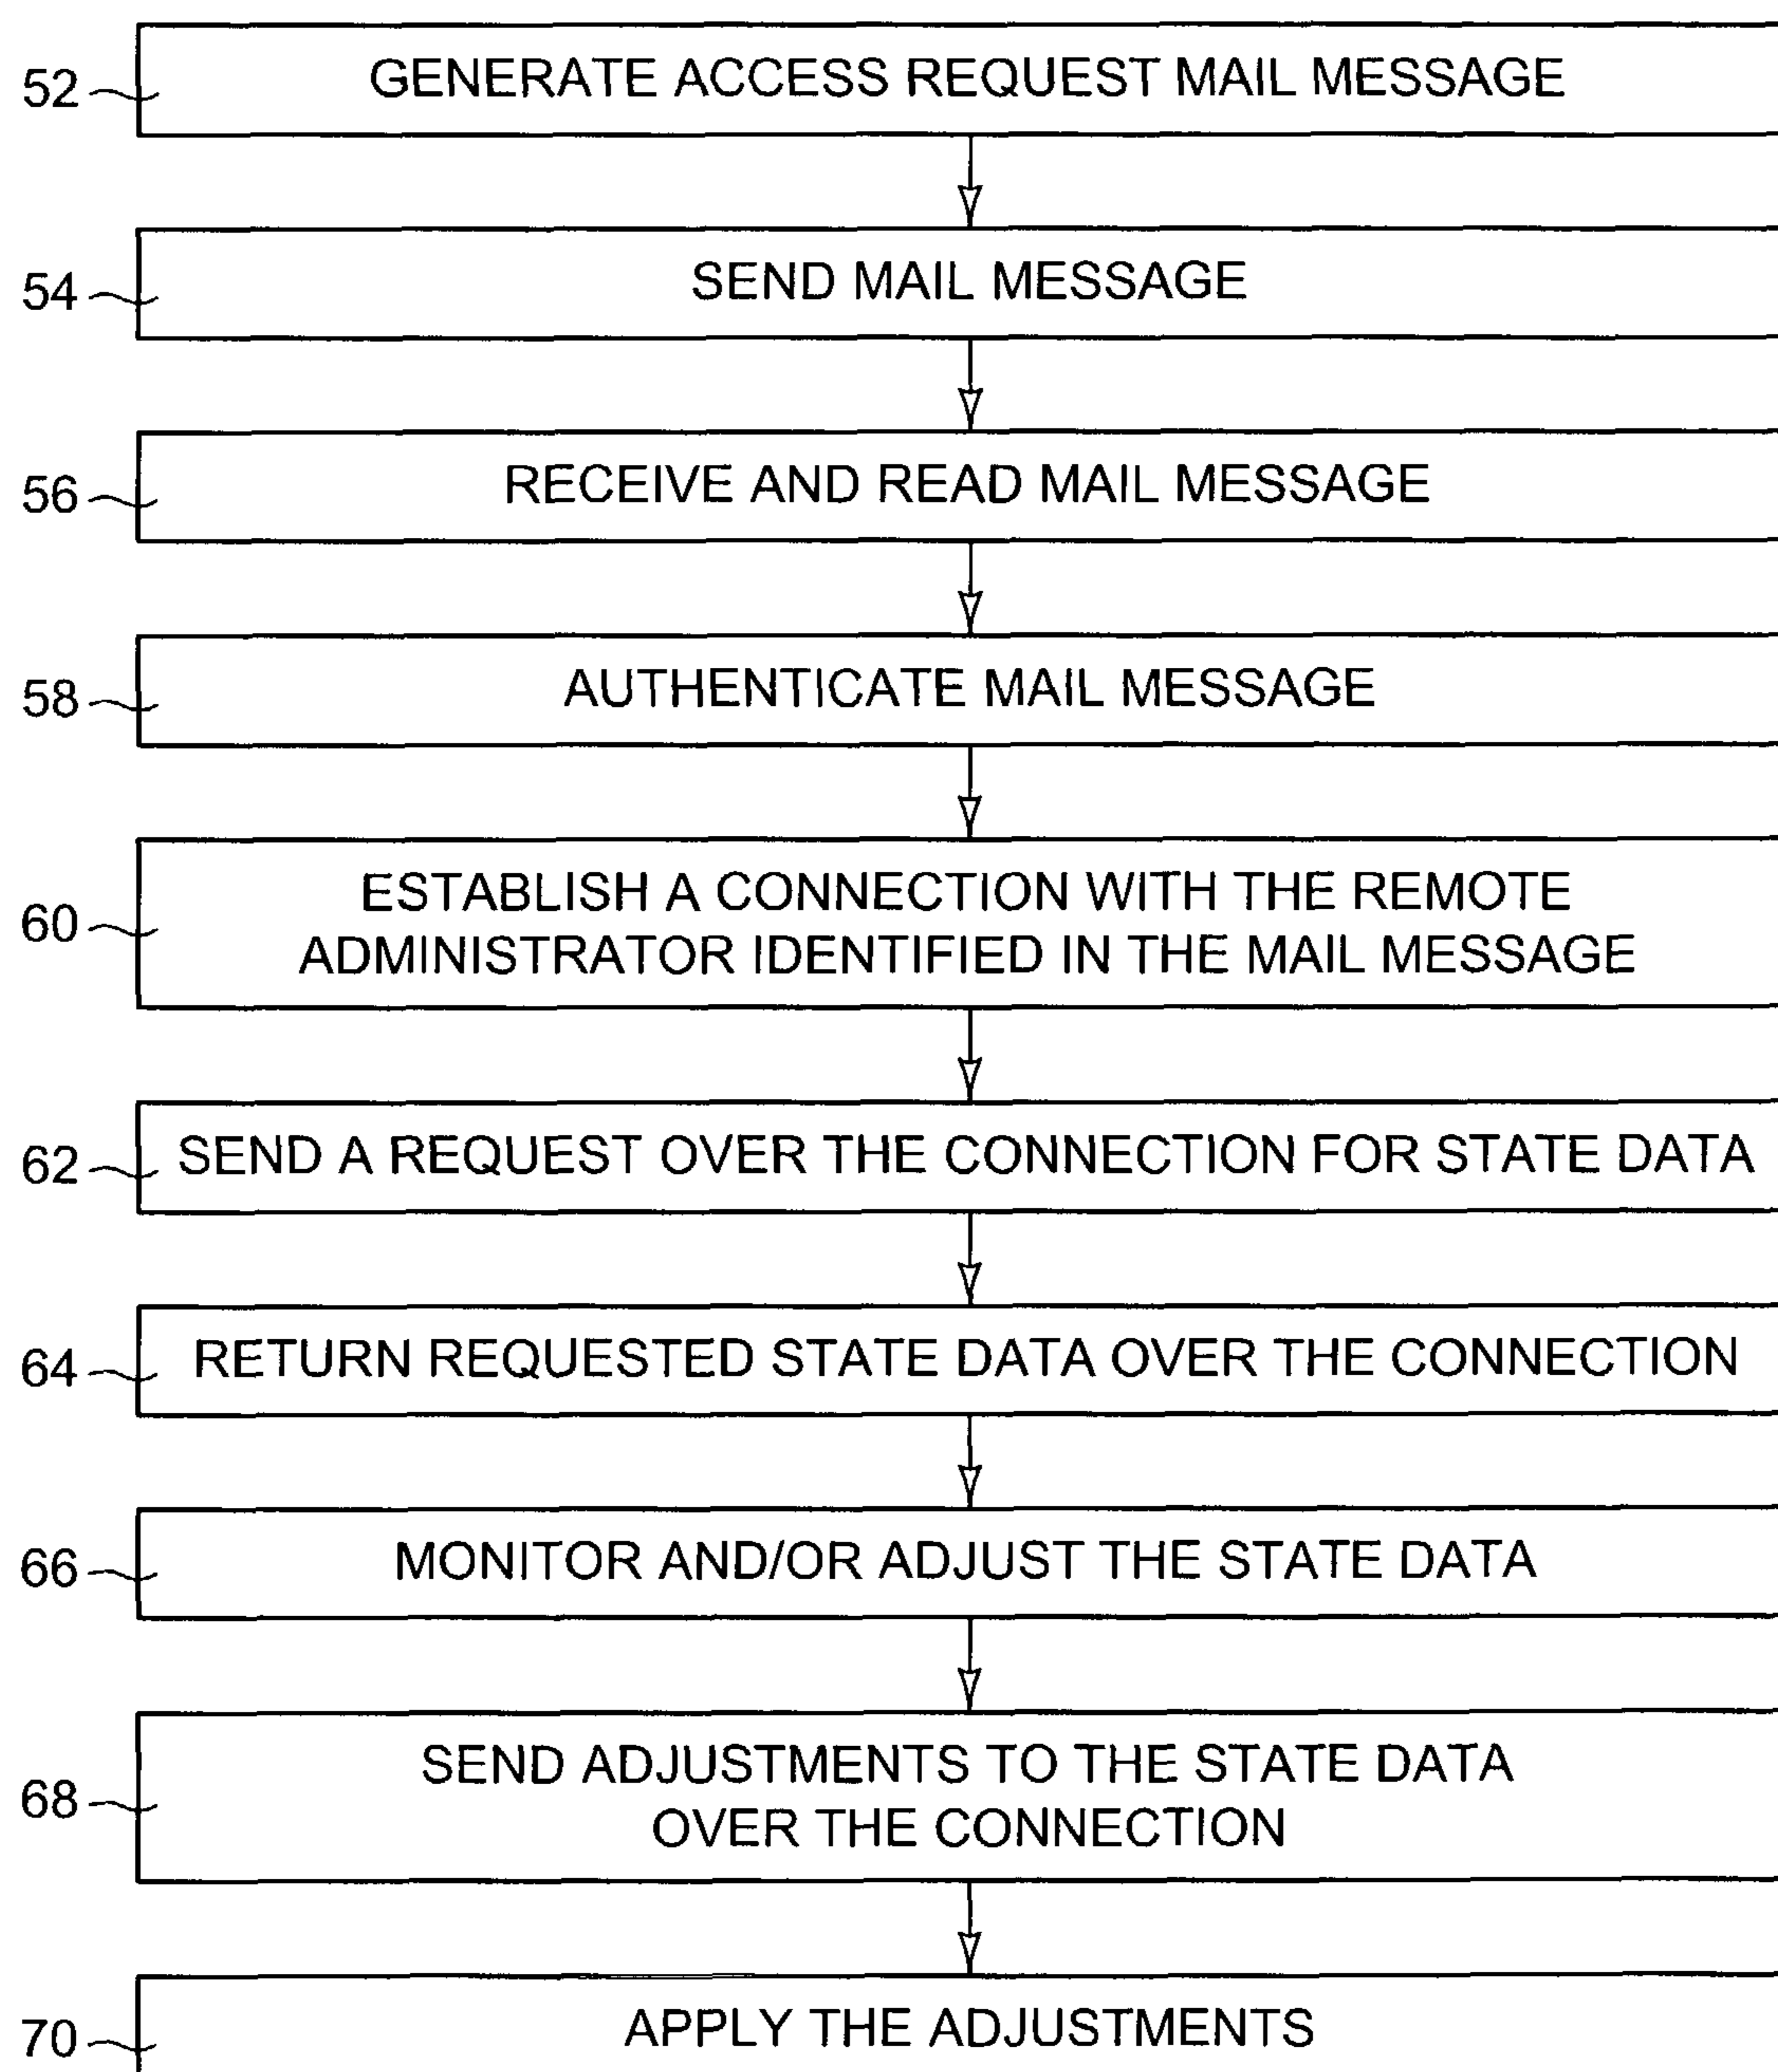 52 GENERATE ACCESS REQUEST MAIL MESSAGE
54 SEND MAIL MESSAGE
56 RECEIVE AND READ MAIL MESSAGE
58 AUTHENTICATE MAIL MESSAGE
60 ESTABLISH A CONNECTION WITH THE REMOTE
ADMINISTRATOR IDENTIFIED IN THE MAIL MESSAGE
62 SEND A REQUEST OVER THE CONNECTION FOR STATE DATA
64 RETURN REQUESTED STATE DATA OVER THE CONNECTION
66 MONITOR AND/OR ADJUST THE STATE DATA
68 SEND ADJUSTMENTS TO THE STATE DATA
OVER THE CONNECTION
70 APPLY THE ADJUSTMENTS